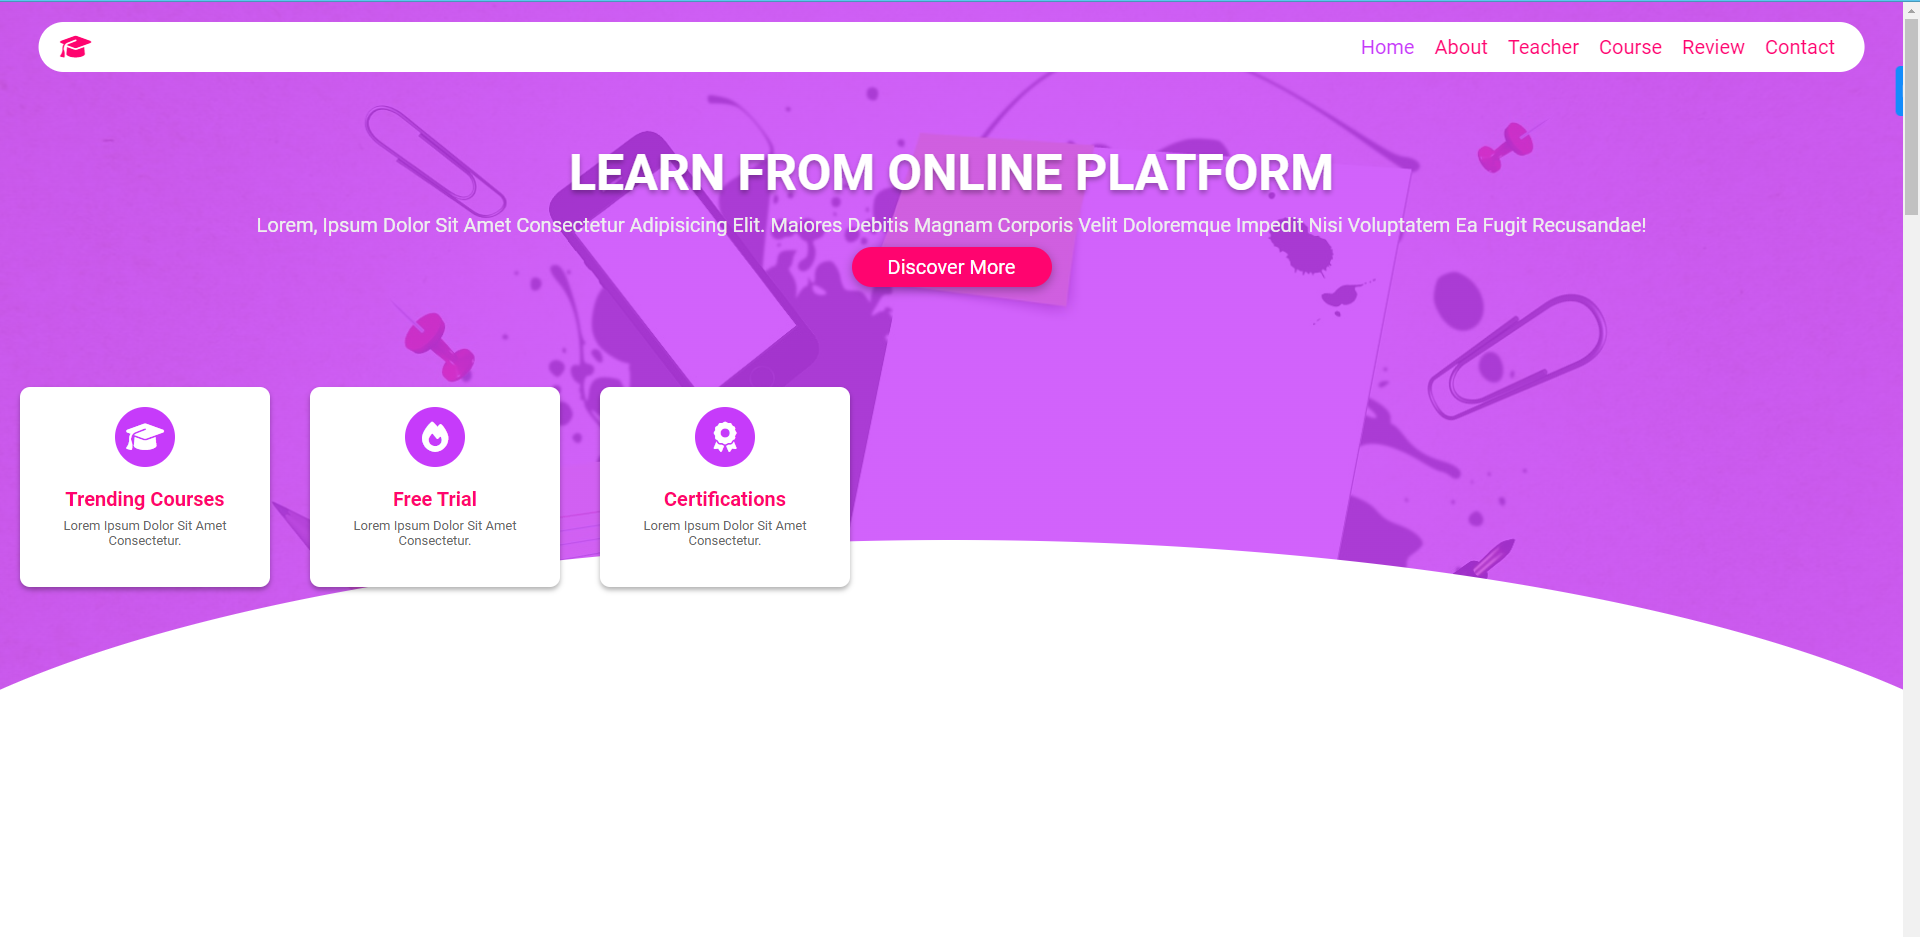 Home About Teacher Course Review Contact
LEARN FROM ONLINE PLATFORM
Lorem, Ipsum Dolor Sit Amet Consectetur Adipisicing Elit. Maiores Debitis Magnam Corporis Velit Doloremque Impedit Nisi Voluptatem Ea Fugit Recusandae!
Discover More
Trending Courses
Lorem Ipsum Dolor Sit Amet
Consectetur.
Free Trial
Lorem Ipsum Dolor Sit Amet
Consectetur.
Certifications
Lorem Ipsum Dolor Sit Amet
Consectetur.